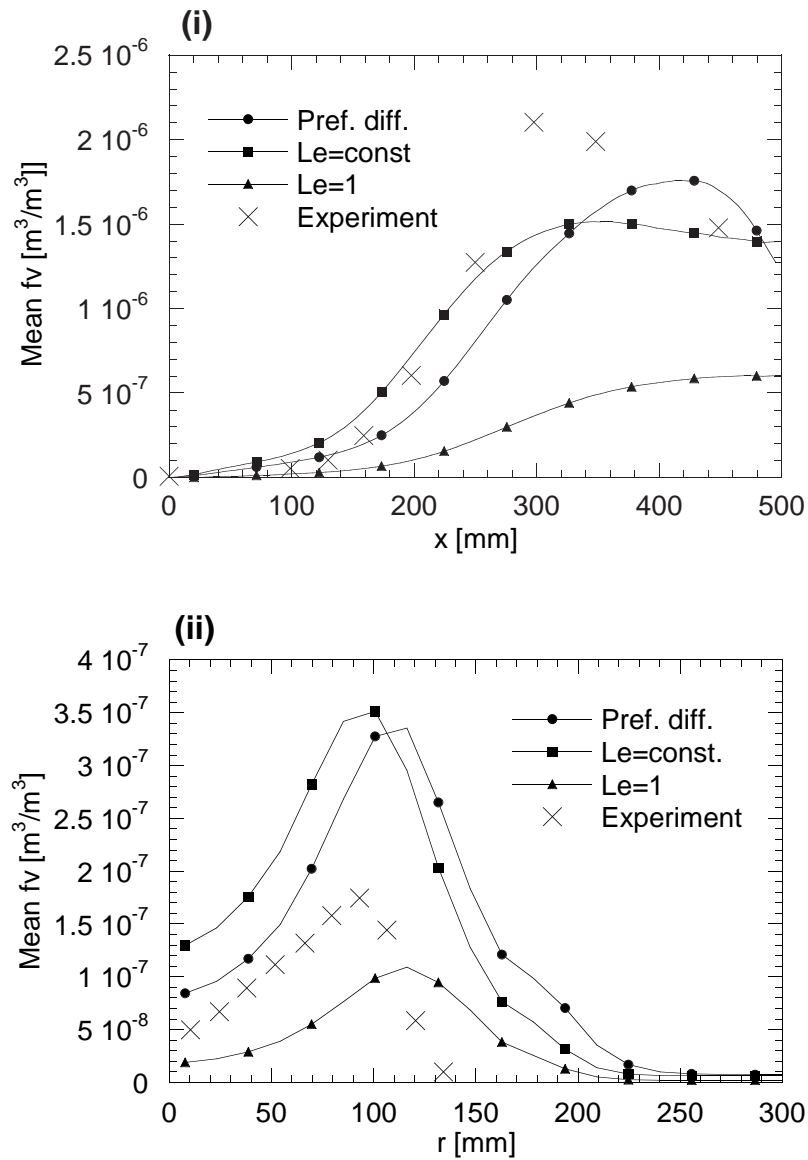 (i)
2.5 10-6
2 10-6
1.5 10-6
1 10-6
5 10-7
0
Mean fv [m3/m3]]
Pref. diff.
Le=const
Le=1
Experiment
0 100 200 300 400 500
x [mm]
(ii)
4 10-7
3.5 10-7
3 10-7
2.5 10-7
2 10-7
1.5 10-7
1 10-7
5 10-8
0
Mean fv [m3/m3]
Pref. diff.
Le=const.
Le=1
Experiment
0 50 100 150 200 250 300
r [mm]